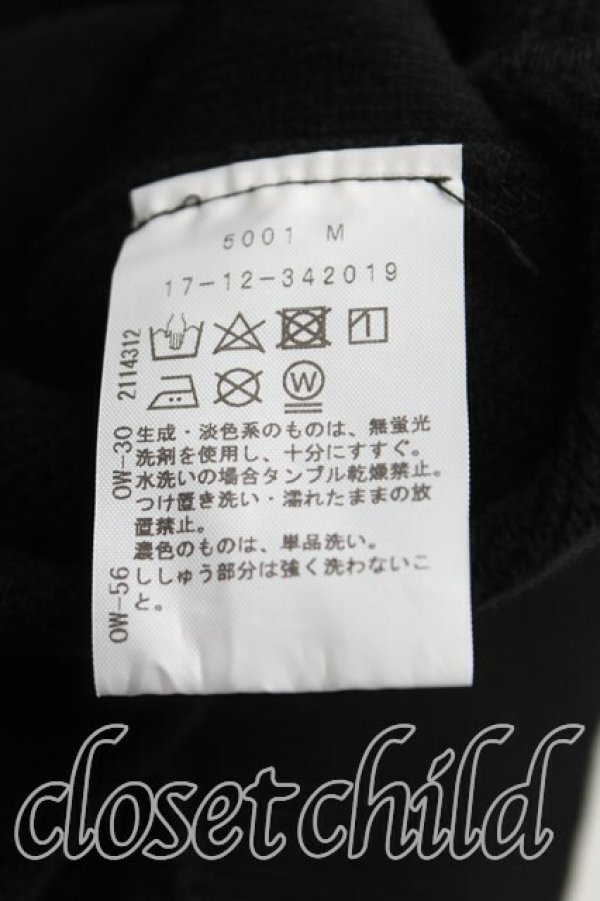 5001 M
17-12-342019
2114312
OW-30
OW-56
W
生成・淡色系のものは、無蛍光
洗剤を使用し、十分にすすぐ。
水洗いの場合タンブル乾燥禁止。
つけ置き洗い・濡れたままの放
置禁止。
濃色のものは、単品洗い。
ししゅう部分は強く洗わないこ
と。
closet child